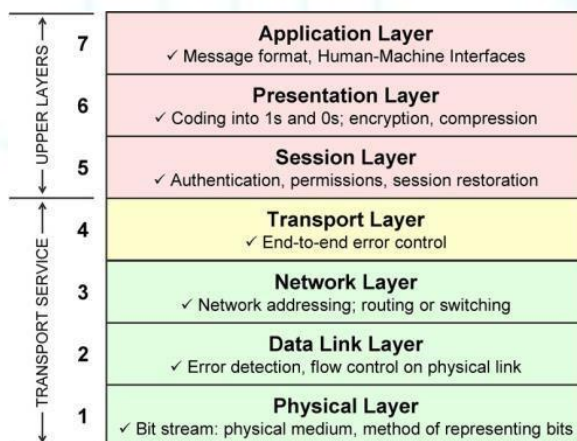 UPPER LAYERS
7
Application Layer
✓ Message format, Human-Machine Interfaces
6
Presentation Layer
✓ Coding into 1s and 0s; encryption, compression
5
Session Layer
✓ Authentication, permissions, session restoration
TRANSPORT SERVICE
4
Transport Layer
✓ End-to-end error control
3
Network Layer
✓ Network addressing; routing or switching
2
Data Link Layer
✓ Error detection, flow control on physical link
1
Physical Layer
✓ Bit stream: physical medium, method of representing bits